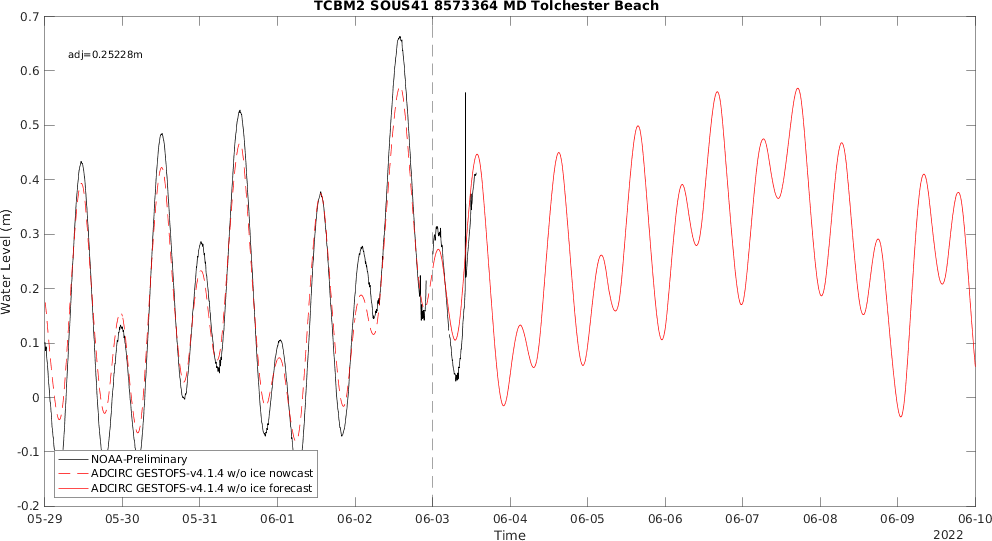 TCBM2 SOUS41 8573364 MD Tolchester Beach
adj=0.25228m
Water Level (m)
0.7
0.6
0.5
0.4
0.3
0.2
0.1
0
-0.1
-0.2
NOAA-Preliminary
ADCIRC GESTOFS-v4.1.4 w/o ice nowcast
ADCIRC GESTOFS-v4.1.4 w/o ice forecast
05-29 05-30 05-31 06-01 06-02 06-03 06-04 06-05 06-06 06-07 06-08 06-09 06-10
Time
2022